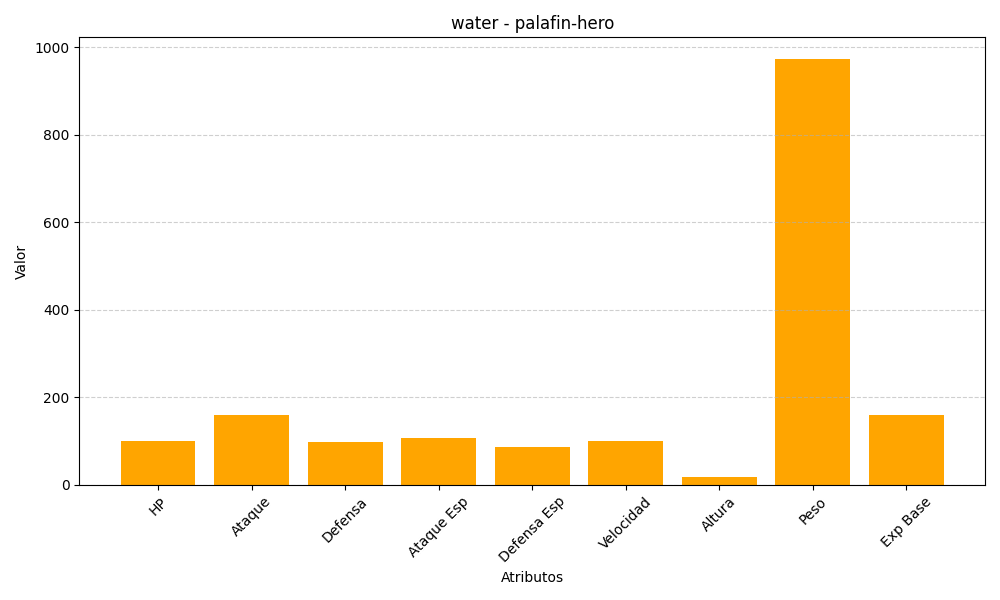 water - palafin-hero
Valor
1000
800
600
400
200
0
HP
Ataque
Defensa
Ataque Esp
Defensa Esp
Velocidad
Altura
Peso
Exp Base
Atributos